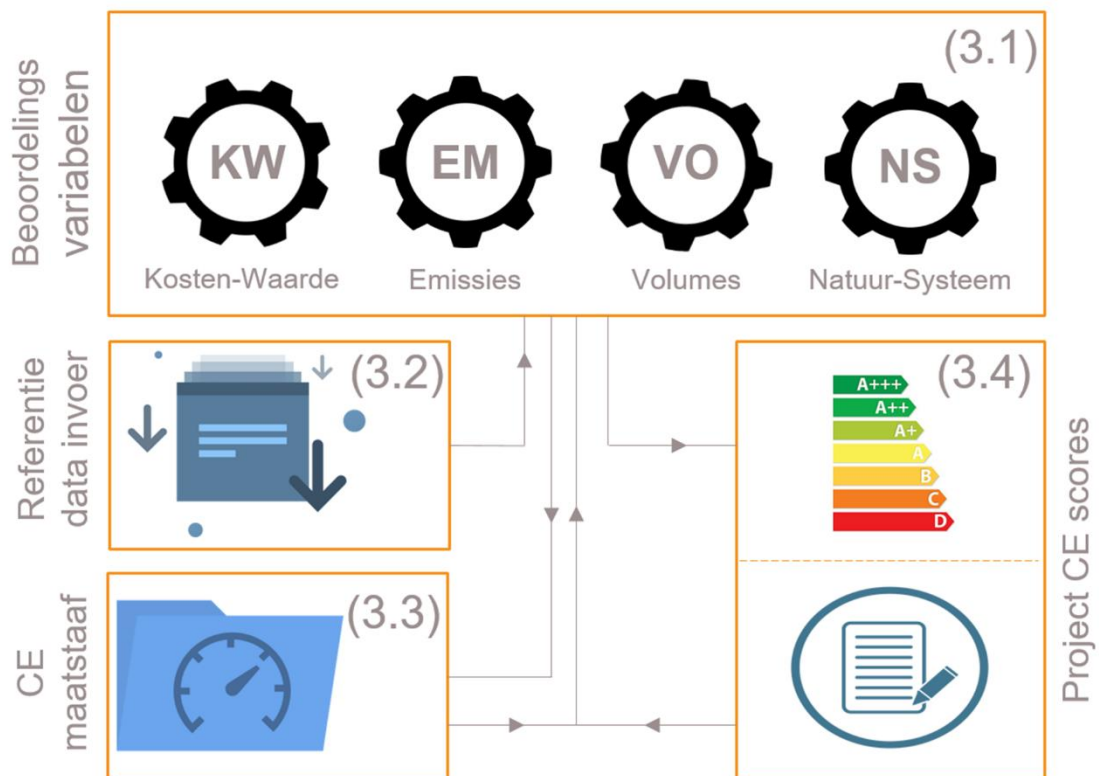 Beoordelings
variabelen
(3.1)
KW
EM
VO
NS
Kosten-Waarde
Emissies
Volumes
Natuur-Systeem
Referentie
data invoer
(3.2)
(3.4)
A+++
A++
A+
A
B
C
D
CE
maatstaaf
(3.3)
Project CE scores